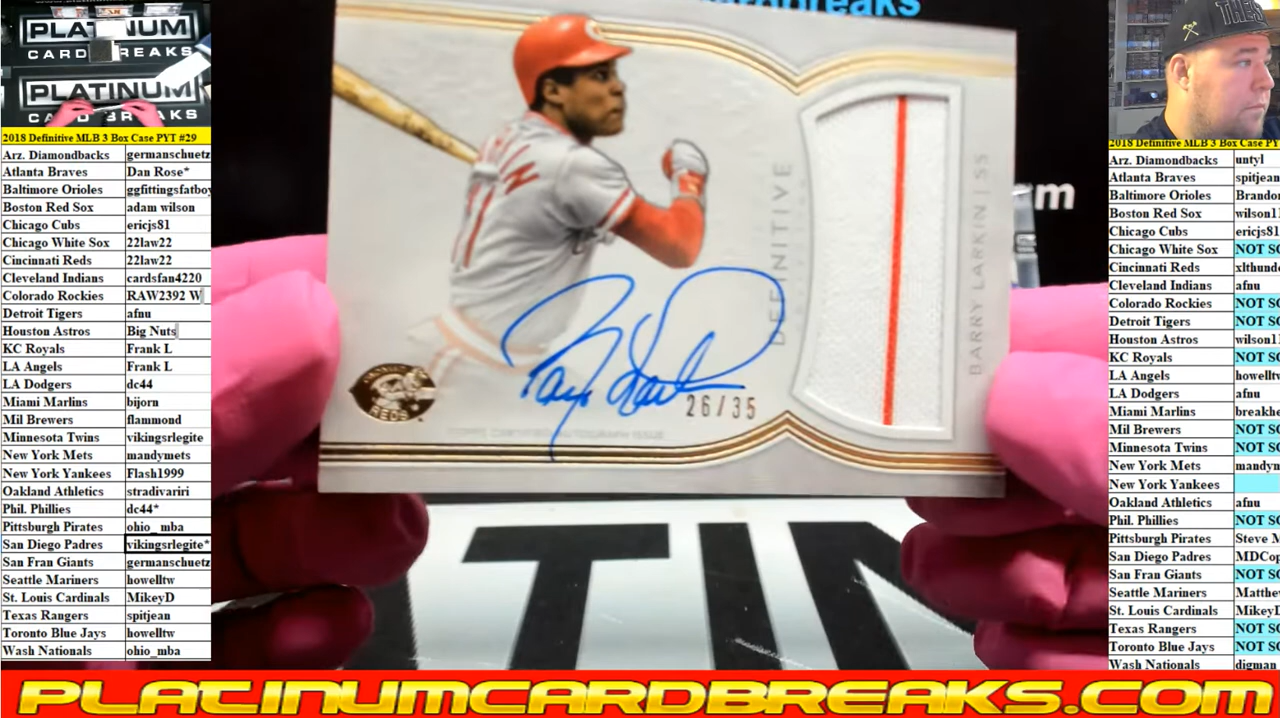 PLATINUM
CARD BREAKS
PLATINUM
CARD BREAKS
2018 Definitive MLB 3 Box Case PYT #29
Arz. Diamondbacks germanschuetz
Atlanta Braves Dan Rose*
Baltimore Orioles ggfittingsfatboy
Boston Red Sox adam wilson
Chicago Cubs ericjs81
Chicago White Sox 22law22
Cincinnati Reds 22law22
Cleveland Indians cardsfan4220
Colorado Rockies RAW2392 W
Detroit Tigers afnu
Houston Astros Big Nuts
KC Royals Frank L
LA Angels Frank L
LA Dodgers dc44
Miami Marlins bijorn
Mil Brewers flammond
Minnesota Twins vikingsrlegite
New York Mets mandymets
New York Yankees Flash1999
Oakland Athletics stradivariri
Phil. Phillies dc44*
Pittsburgh Pirates ohio_mba
San Diego Padres vikingsrlegite*
San Fran Giants germanschuetz
Seattle Mariners howelltw
St. Louis Cardinals MikeyD
Texas Rangers spitjean
Toronto Blue Jays howelltw
Wash Nationals ohio_mba
rdbreaks
m
C
DEFINITIVE
BARRY LARKIN | SS
REDS
26/35
CERTIFIED AUTOGRAPH ISSUE
TIN
THES
2018 Definitive MLB 3 Box Case PY
Arz. Diamondbacks untyl
Atlanta Braves spitjean
Baltimore Orioles Brandon
Boston Red Sox wilson1
Chicago Cubs ericjs81
Chicago White Sox NOT SO
Cincinnati Reds xlthund
Cleveland Indians afnu
Colorado Rockies NOT SO
Detroit Tigers NOT SO
Houston Astros wilson1
KC Royals NOT SO
LA Angels howelltw
LA Dodgers afnu
Miami Marlins breakhe
Mil Brewers NOT SO
Minnesota Twins NOT SO
New York Mets mandym
New York Yankees
Oakland Athletics afnu
Phil. Phillies NOT SO
Pittsburgh Pirates Steve M
San Diego Padres MDCop
San Fran Giants NOT SO
Seattle Mariners Matthew
St. Louis Cardinals MikeyD
Texas Rangers NOT SO
Toronto Blue Jays NOT SO
Wash Nationals digman
PLATINUMCARDBREAKS.COM